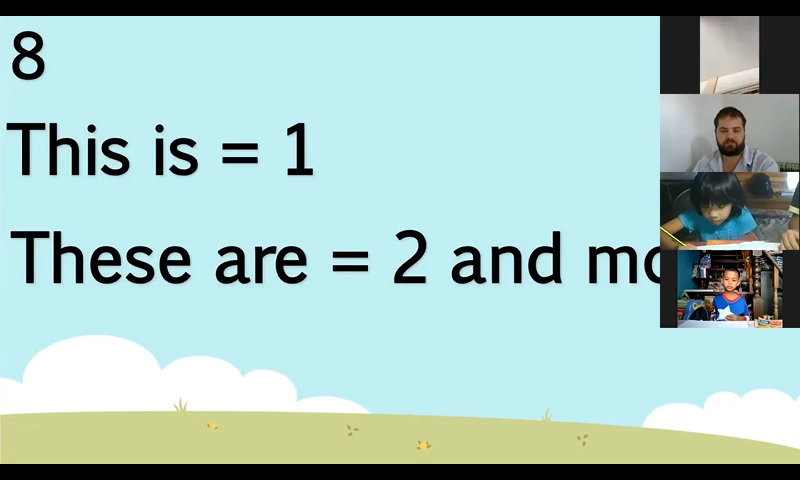 8
This is = 1
These are = 2 and mo